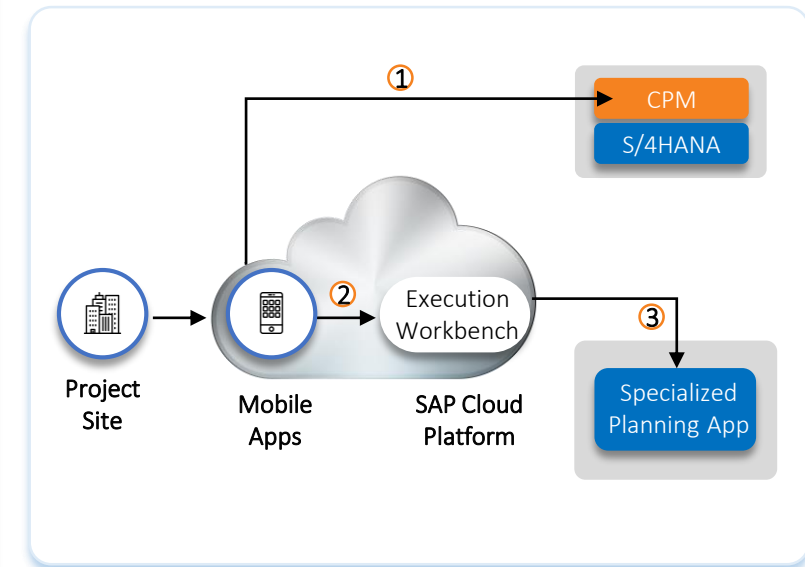 1
CPM
S/4HANA
2
Execution
Workbench
3
Project
Site
Mobile
Apps
SAP Cloud
Platform
Specialized
Planning App